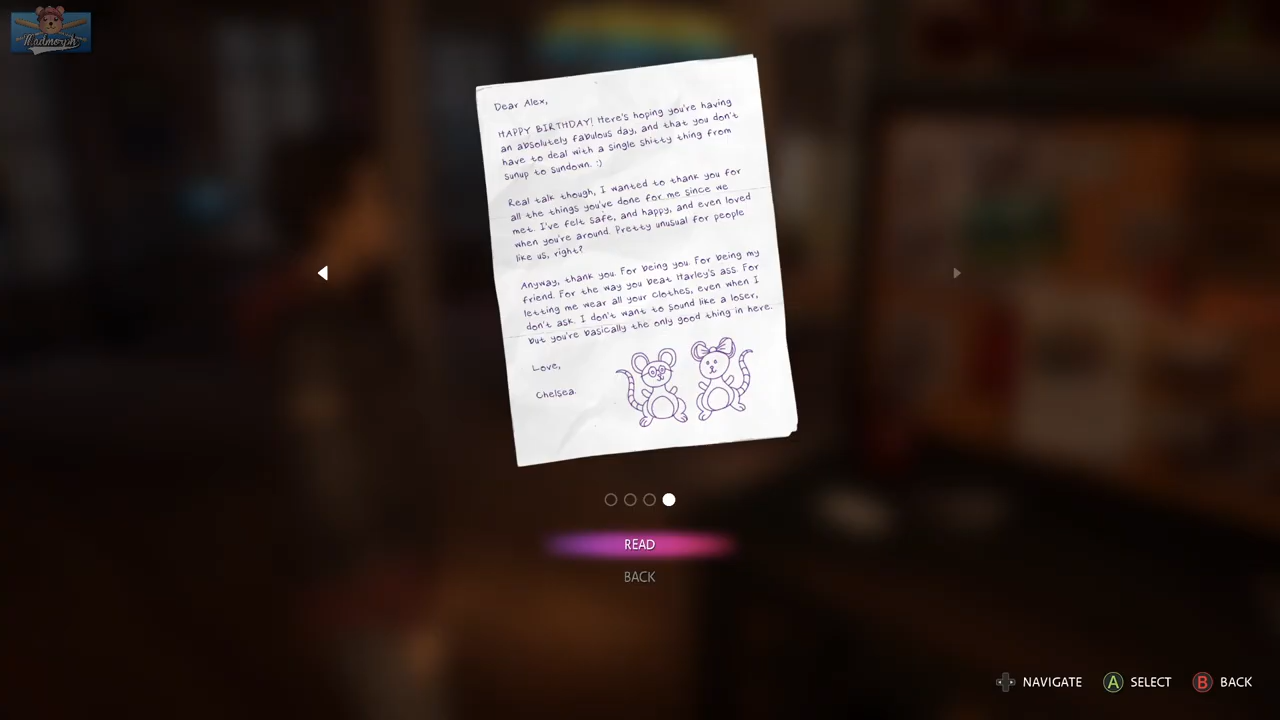 Madmorph
Dear Alex,
HAPPY BIRTHDAY! Here's hoping you're having
an absolutely fabulous day, and that you don't
have to deal with a single shitty thing from
sunup to sundown. :)
Real talk though, I wanted to thank you for
all the things you've done for me since we
met. I've felt safe, and happy, and even loved
when you're around. Pretty unusual for people
like us, right?
Anyway, thank you. For being you. For being my
friend. For the way you beat Harley's ass. For
letting me wear all your clothes, even when I
don't ask. I don't want to sound like a loser,
but you're basically the only good thing in here.
Love,
Chelsea.
READ
BACK
NAVIGATE A SELECT B BACK